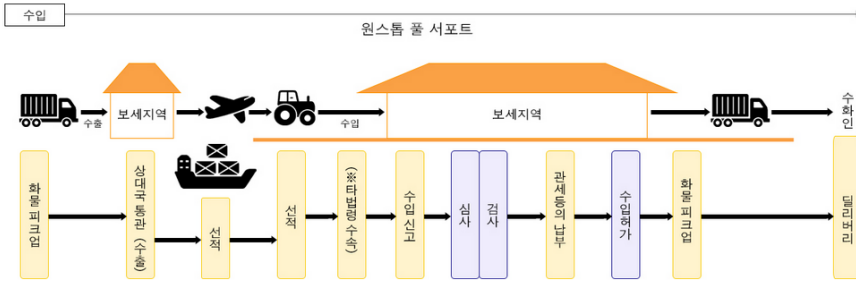 수입
원스톱 풀 서포트
수출
보세지역
수입
보세지역
수화인
화물 피크업
상대국 통관 (수출)
선적
선적
(※타법령 수속)
수입 신고
심사
검사
관세등의 납부
수입허가
화물 피크업
딜리버리